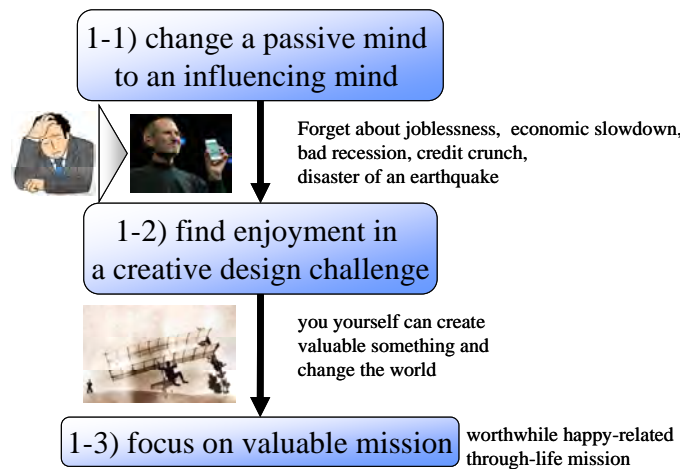 1-1) change a passive mind
to an influencing mind
Forget about joblessness, economic slowdown,
bad recession, credit crunch,
disaster of an earthquake
1-2) find enjoyment in
a creative design challenge
you yourself can create
valuable something and
change the world
1-3) focus on valuable mission
worthwhile happy-related
through-life mission